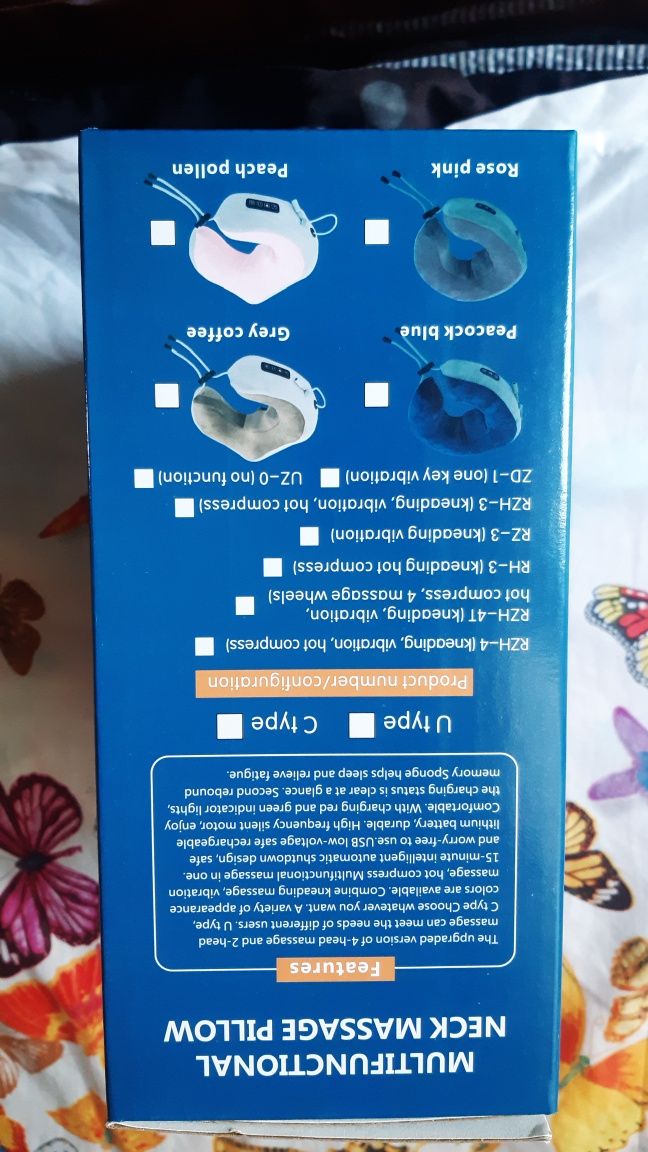 MULTIFUNCTIONAL
NECK MASSAGE PILLOW
Features
The upgraded version of 4-head massage and 2-head
massage can meet the needs of different users. U type,
C type Choose whatever you want. A variety of appearance
colors are available. Combine kneading massage, vibration
massage, hot compress Multifunctional massage in one.
15-minute intelligent automatic shutdown design, safe
and worry-free to use.USB low-voltage safe rechargeable
lithium battery, durable. High frequency silent motor, enjoy
Comfortable. With charging red and green indicator lights,
the charging status is clear at a glance. Second rebound
memory Sponge helps sleep and relieve fatigue.
U type C type
Product number/configuration
RZH-4 (kneading, vibration, hot compress)
RZH-4T (kneading, vibration,
hot compress, 4 massage wheels)
RH-3 (kneading hot compress)
RZ-3 (kneading vibration)
RZH-3 (kneading, vibration, hot compress)
ZD-1 (one key vibration) UZ-0 (no function)
Peacock blue Grey coffee
Rose pink Peach pollen